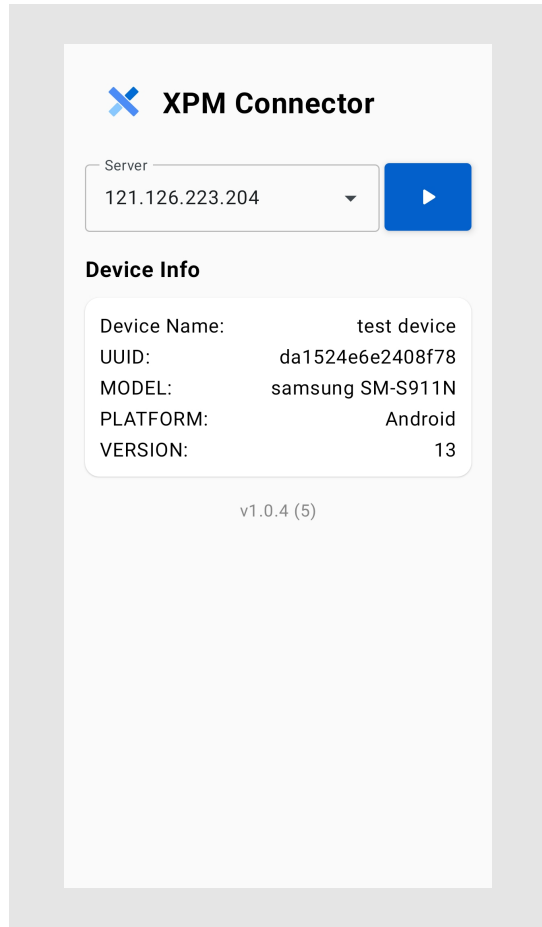 XPM Connector
Server
121.126.223.204
Device Info
Device Name: test device
UUID: da1524e6e2408f78
MODEL: samsung SM-S911N
PLATFORM: Android
VERSION: 13
v1.0.4 (5)